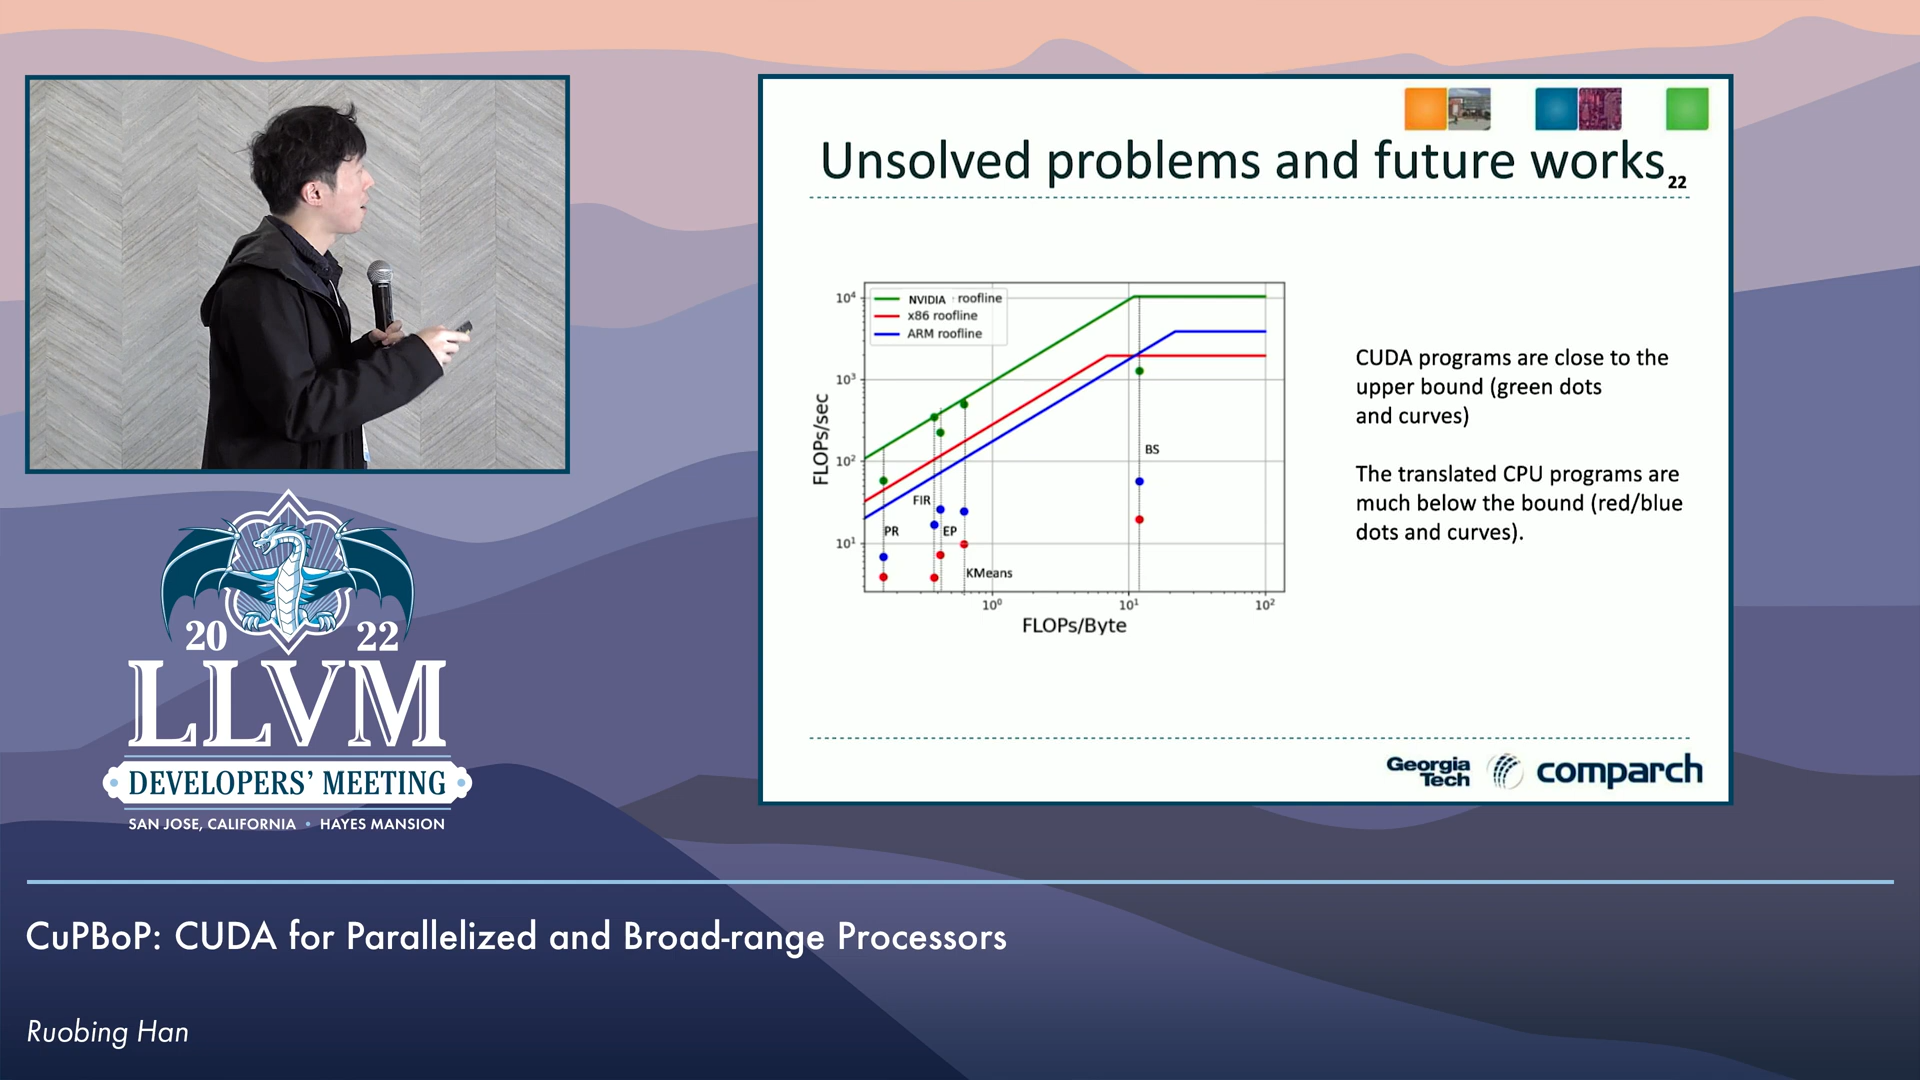 Unsolved problems and future works
22
NVIDIA roofline
x86 roofline
ARM roofline
10⁴
10³
10²
10¹
FLOPs/sec
BS
FIR
PR
EP
KMeans
10⁰
10¹
10²
FLOPs/Byte
CUDA programs are close to the
upper bound (green dots
and curves)
The translated CPU programs are
much below the bound (red/blue
dots and curves).
Georgia
Tech
comparch
20 22
LLVM
DEVELOPERS’ MEETING
SAN JOSE, CALIFORNIA • HAYES MANSION
CuPBoP: CUDA for Parallelized and Broad-range Processors
Ruobing Han